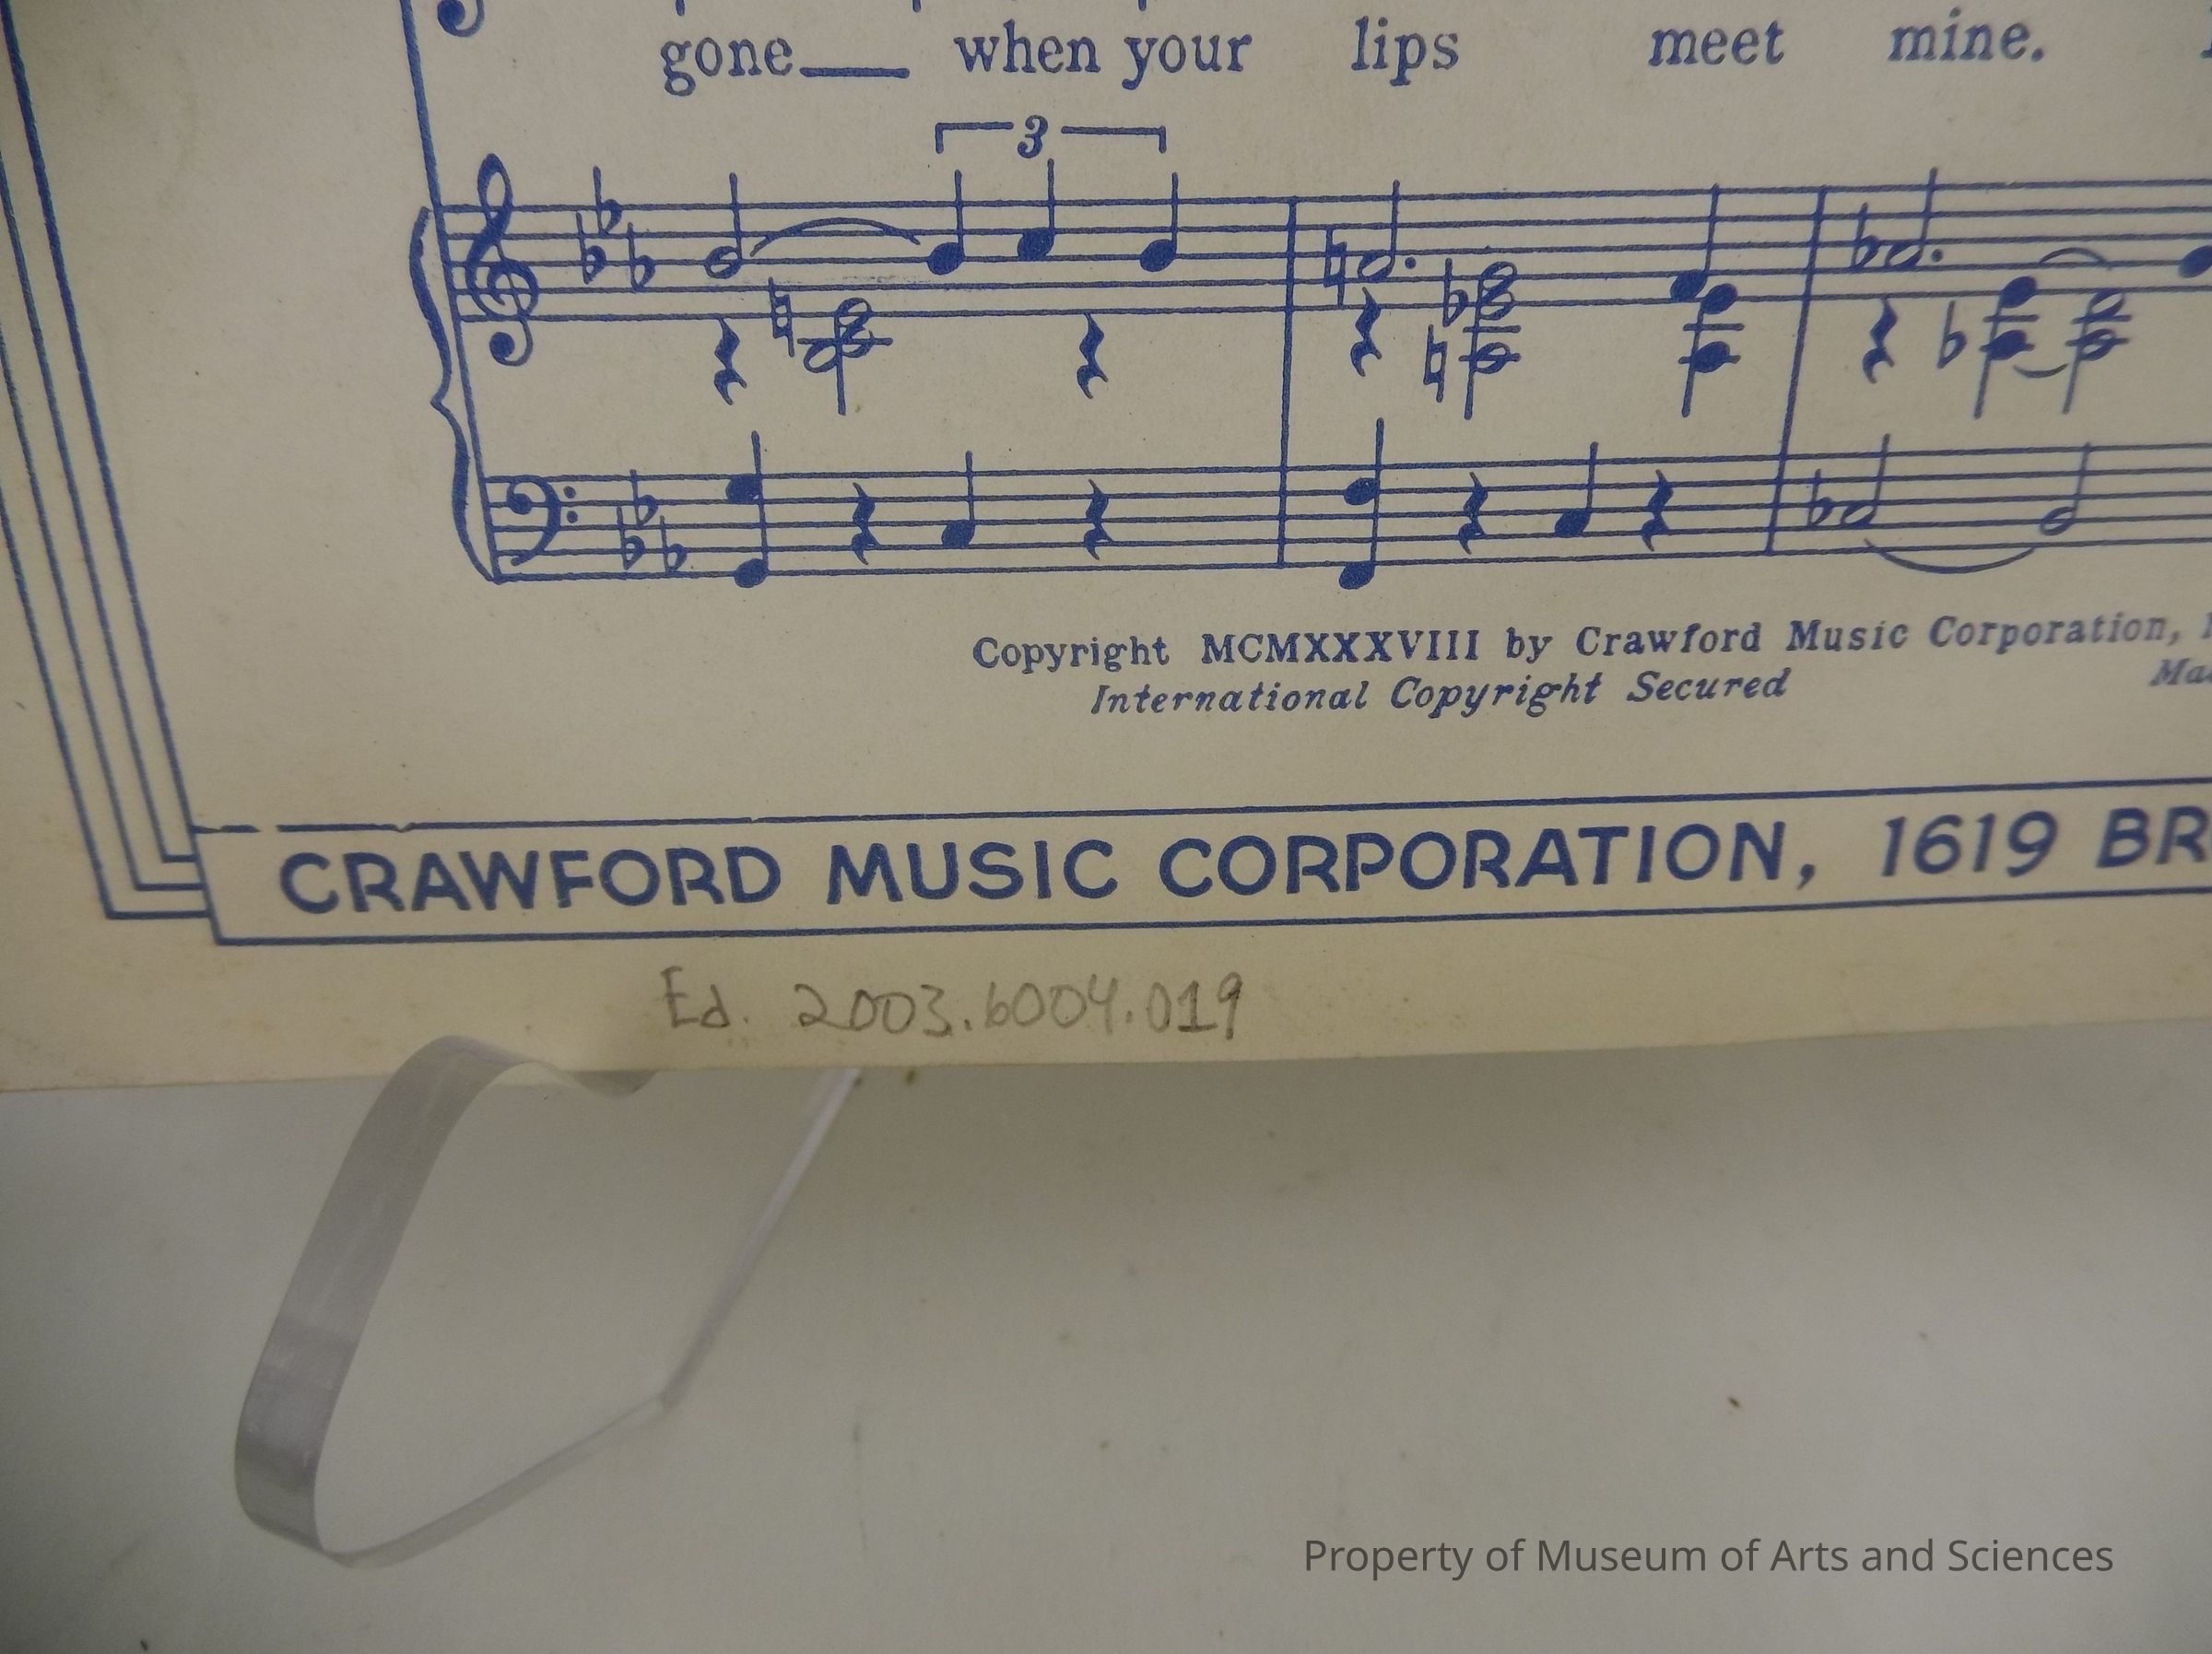 gone when your lips meet mine.
3
Copyright MCMXXXVIII by Crawford Music Corporation,
International Copyright Secured
CRAWFORD MUSIC CORPORATION, 1619 BR
Ed. 2003.6004.019
Property of Museum of Arts and Sciences